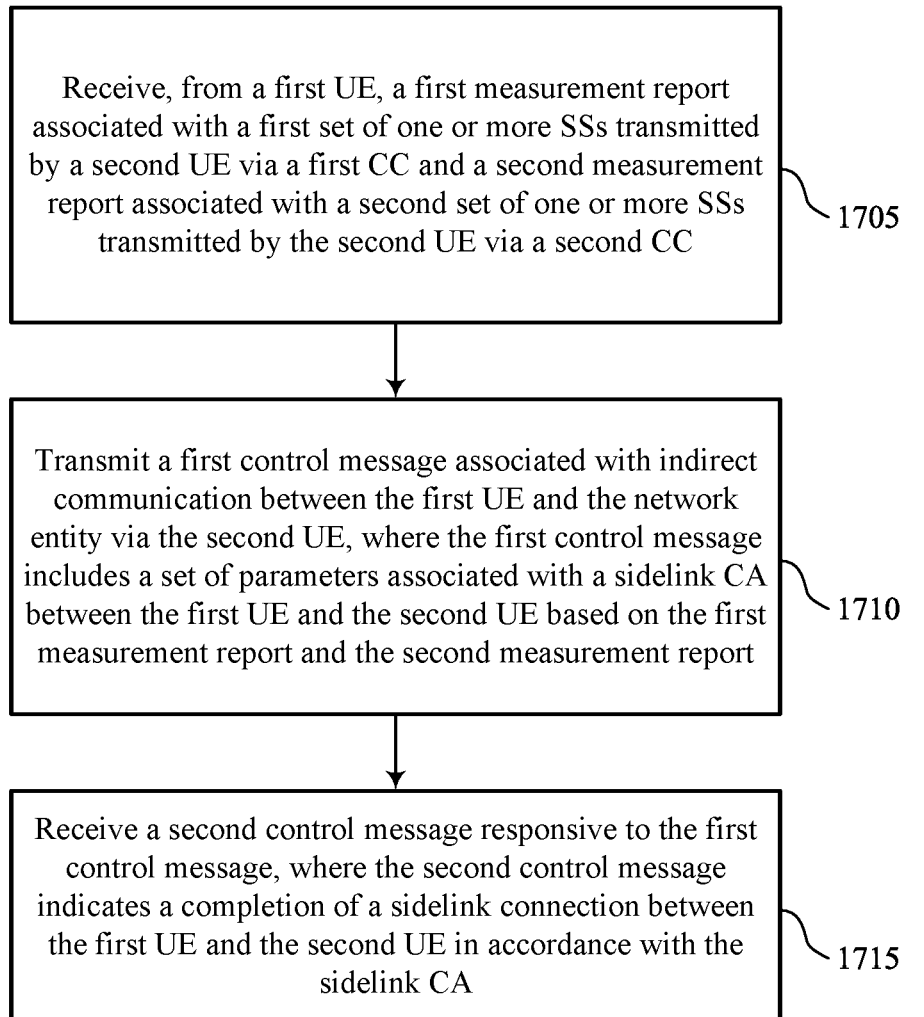 Receive, from a first UE, a first measurement report
associated with a first set of one or more SSs transmitted
by a second UE via a first CC and a second measurement
report associated with a second set of one or more SSs
transmitted by the second UE via a second CC
1705
Transmit a first control message associated with indirect
communication between the first UE and the network
entity via the second UE, where the first control message
includes a set of parameters associated with a sidelink CA
between the first UE and the second UE based on the first
measurement report and the second measurement report
1710
Receive a second control message responsive to the first
control message, where the second control message
indicates a completion of a sidelink connection between
the first UE and the second UE in accordance with the
sidelink CA
1715